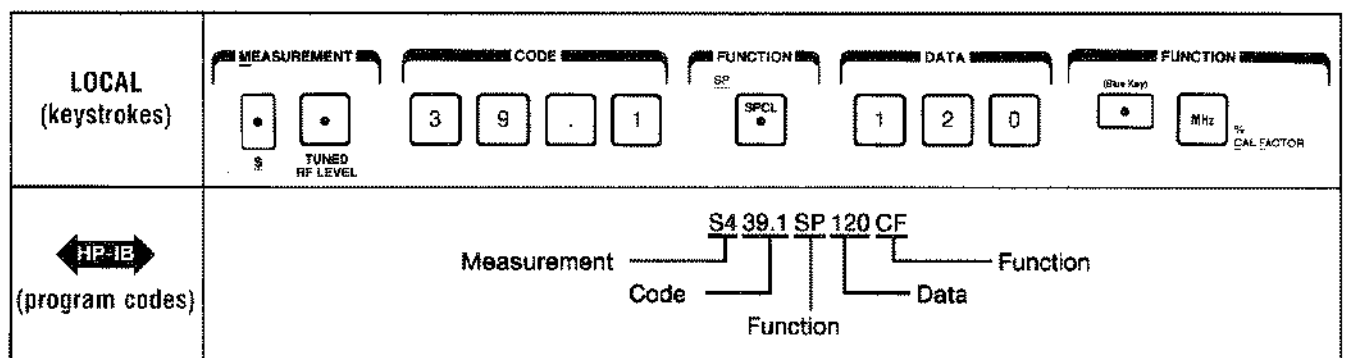 LOCAL
(keystrokes)
MEASUREMENT CODE FUNCTION DATA FUNCTION
SP
(Blue Key)
3 9 . 1 SPCL 1 2 0 MHz
%
CAL FACTOR
S TUNED
RF LEVEL
HP-IB
(program codes)
S4 39.1 SP 120 CF
Measurement Function
Code Data
Function